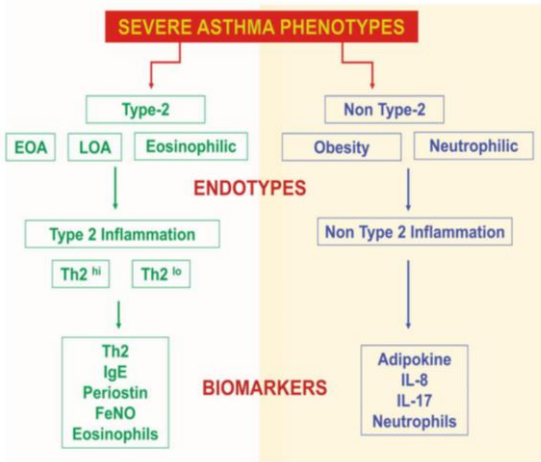 SEVERE ASTHMA PHENOTYPES
Type-2
Non Type-2
EOA
LOA
Eosinophilic
Obesity
Neutrophilic
ENDOTYPES
Type 2 Inflammation
Non Type 2 Inflammation
Th2 hi
Th2 lo
Th2
IgE
Periostin
FeNO
Eosinophils
BIOMARKERS
Adipokine
IL-8
IL-17
Neutrophils